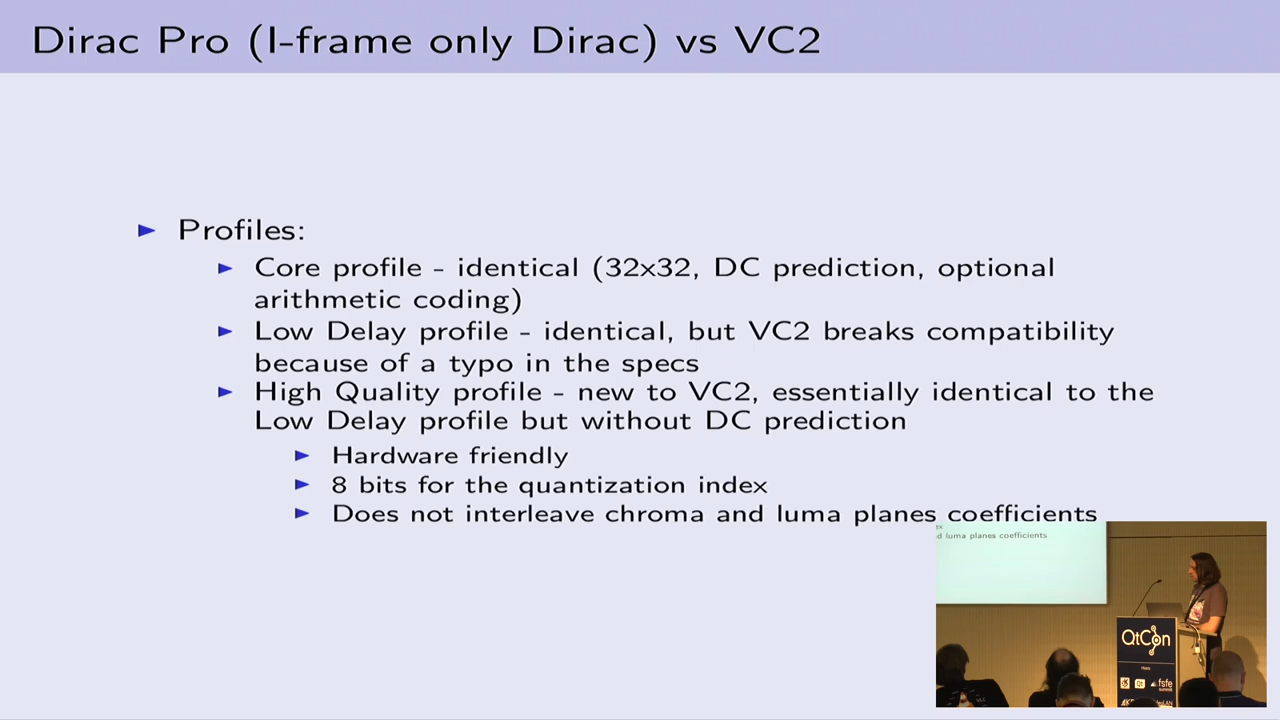 Dirac Pro (I-frame only Dirac) vs VC2
Profiles:
Core profile - identical (32x32, DC prediction, optional
arithmetic coding)
Low Delay profile - identical, but VC2 breaks compatibility
because of a typo in the specs
High Quality profile - new to VC2, essentially identical to the
Low Delay profile but without DC prediction
Hardware friendly
8 bits for the quantization index
Does not interleave chroma and luma planes coefficients
d luma planes coefficients
QtCon
Qt
fsfe
summit